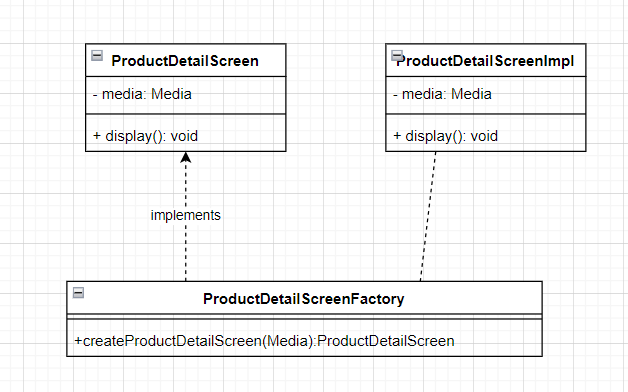 ProductDetailScreen
- media: Media
+ display(): void
ProductDetailScreenImpl
- media: Media
+ display(): void
implements
ProductDetailScreenFactory
+createProductDetailScreen(Media):ProductDetailScreen